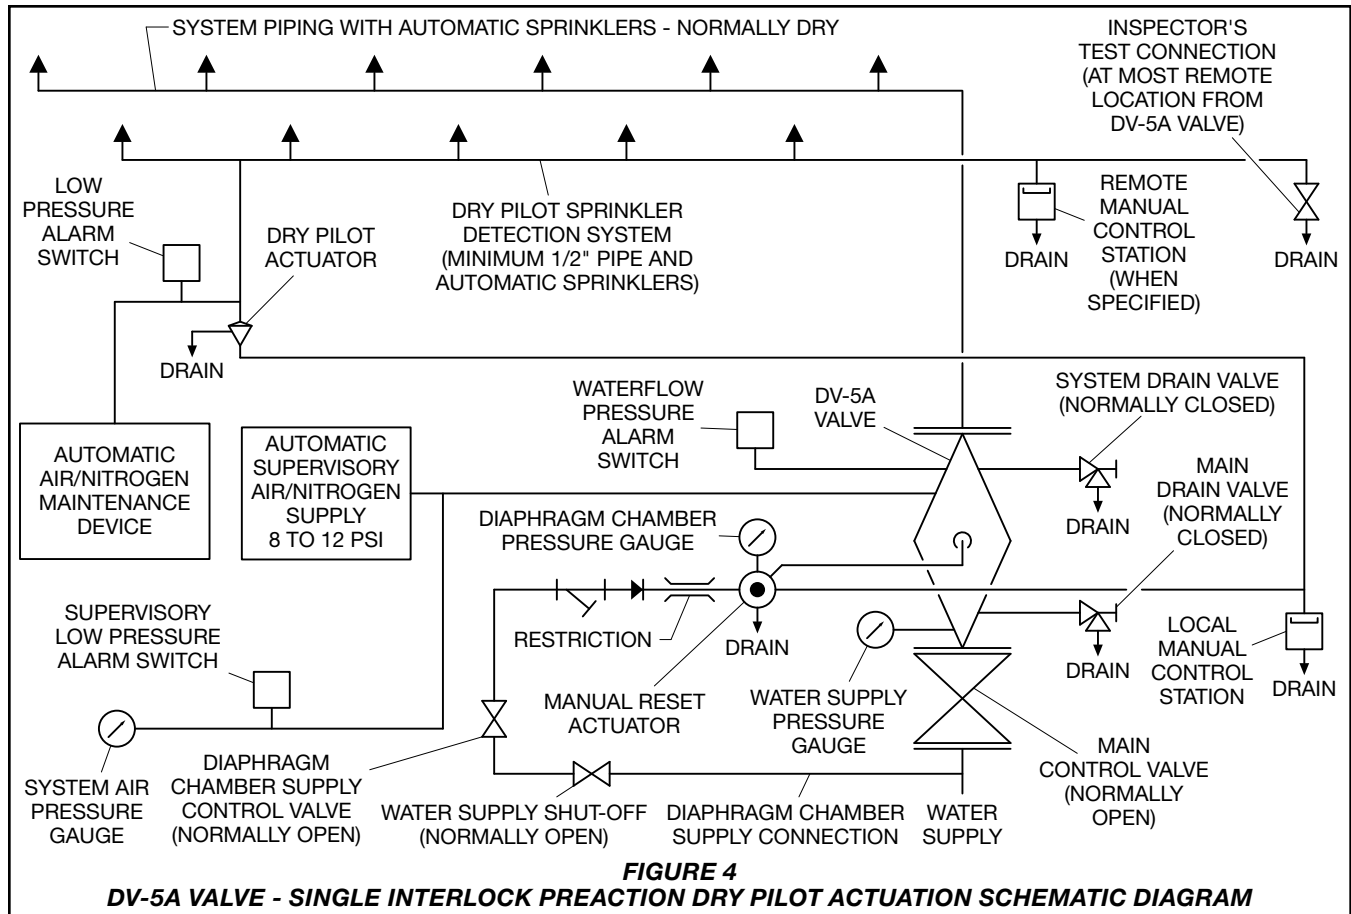 SYSTEM PIPING WITH AUTOMATIC SPRINKLERS - NORMALLY DRY
INSPECTOR'S
TEST CONNECTION
(AT MOST REMOTE
LOCATION FROM
DV-5A VALVE)
LOW
PRESSURE
ALARM
SWITCH
DRY PILOT
ACTUATOR
DRY PILOT SPRINKLER
DETECTION SYSTEM
(MINIMUM 1/2" PIPE AND
AUTOMATIC SPRINKLERS)
DRAIN
REMOTE
MANUAL
CONTROL
STATION
(WHEN
SPECIFIED)
DRAIN
DRAIN
AUTOMATIC
AIR/NITROGEN
MAINTENANCE
DEVICE
AUTOMATIC
SUPERVISORY
AIR/NITROGEN
SUPPLY
8 TO 12 PSI
WATERFLOW
PRESSURE
ALARM
SWITCH
DV-5A
VALVE
SYSTEM DRAIN VALVE
(NORMALLY CLOSED)
DRAIN
MAIN
DRAIN VALVE
(NORMALLY
CLOSED)
DIAPHRAGM CHAMBER
PRESSURE GAUGE
SUPERVISORY
LOW PRESSURE
ALARM SWITCH
RESTRICTION
DRAIN
DRAIN
LOCAL
MANUAL
CONTROL
STATION
DRAIN
MANUAL RESET
ACTUATOR
WATER SUPPLY
PRESSURE
GAUGE
SYSTEM AIR
PRESSURE
GAUGE
DIAPHRAGM
CHAMBER SUPPLY
CONTROL VALVE
(NORMALLY OPEN)
WATER SUPPLY SHUT-OFF
(NORMALLY OPEN)
DIAPHRAGM CHAMBER
SUPPLY CONNECTION
WATER
SUPPLY
MAIN
CONTROL VALVE
(NORMALLY
OPEN)
FIGURE 4
DV-5A VALVE - SINGLE INTERLOCK PREACTION DRY PILOT ACTUATION SCHEMATIC DIAGRAM